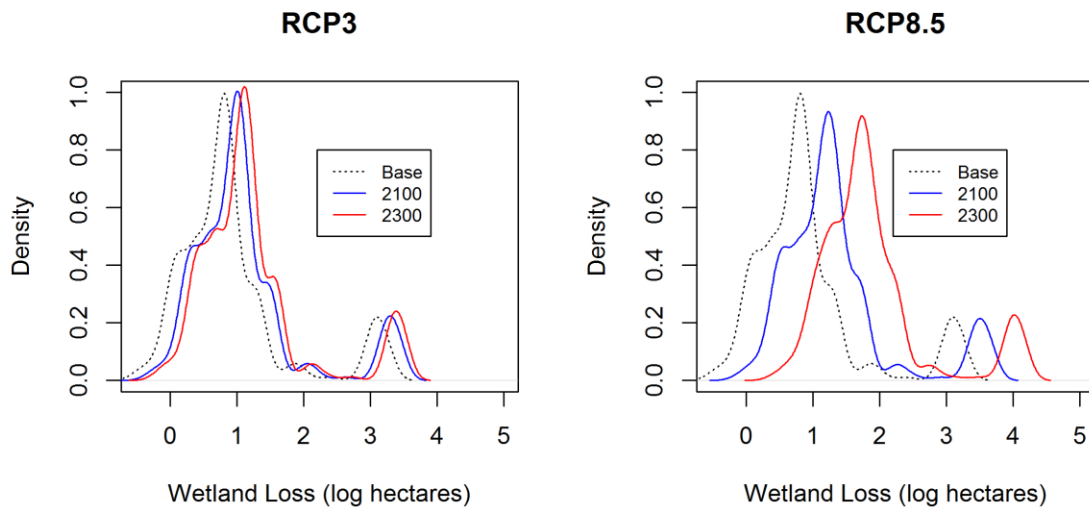 RCP3
1.0
0.8
0.6
0.4
0.2
0.0
Density
Base
2100
2300
0 1 2 3 4 5
Wetland Loss (log hectares)
RCP8.5
1.0
0.8
0.6
0.4
0.2
0.0
Density
Base
2100
2300
0 1 2 3 4 5
Wetland Loss (log hectares)